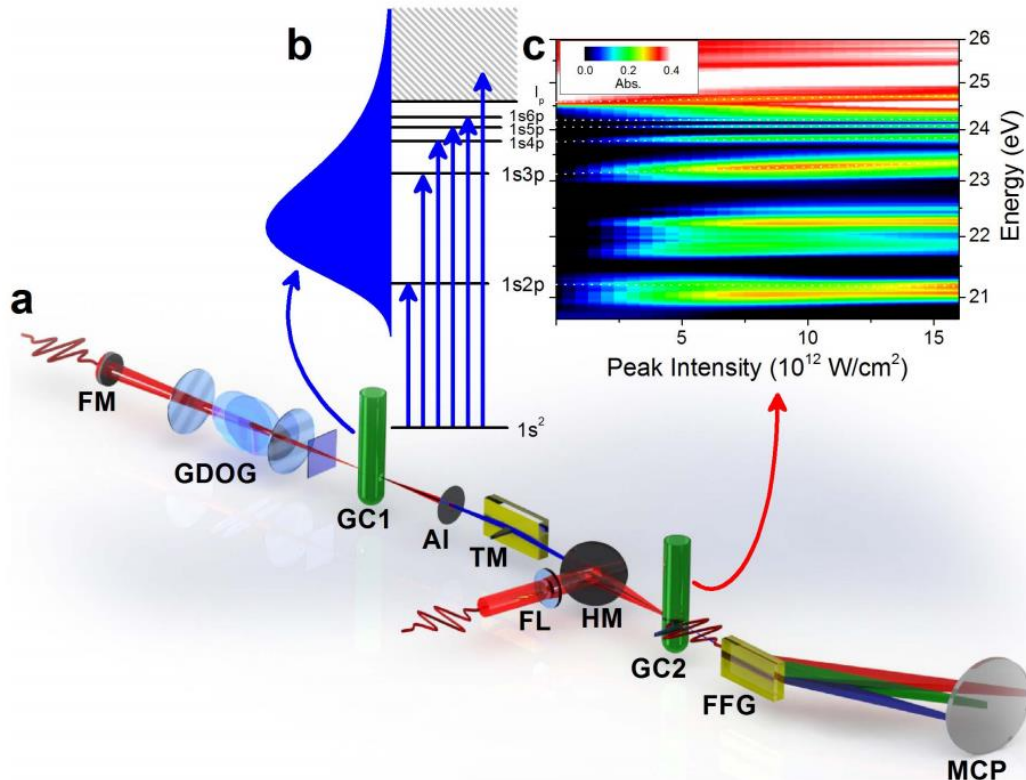 b
I_p
1s6p
1s5p
1s4p
1s3p
1s2p
1s²
c
0.0 0.2 0.4
Abs.
26
25
24
23
22
21
Energy (eV)
5 10 15
Peak Intensity (10¹² W/cm²)
a
FM
GDOG
GC1
AI
TM
FL
HM
GC2
FFG
MCP